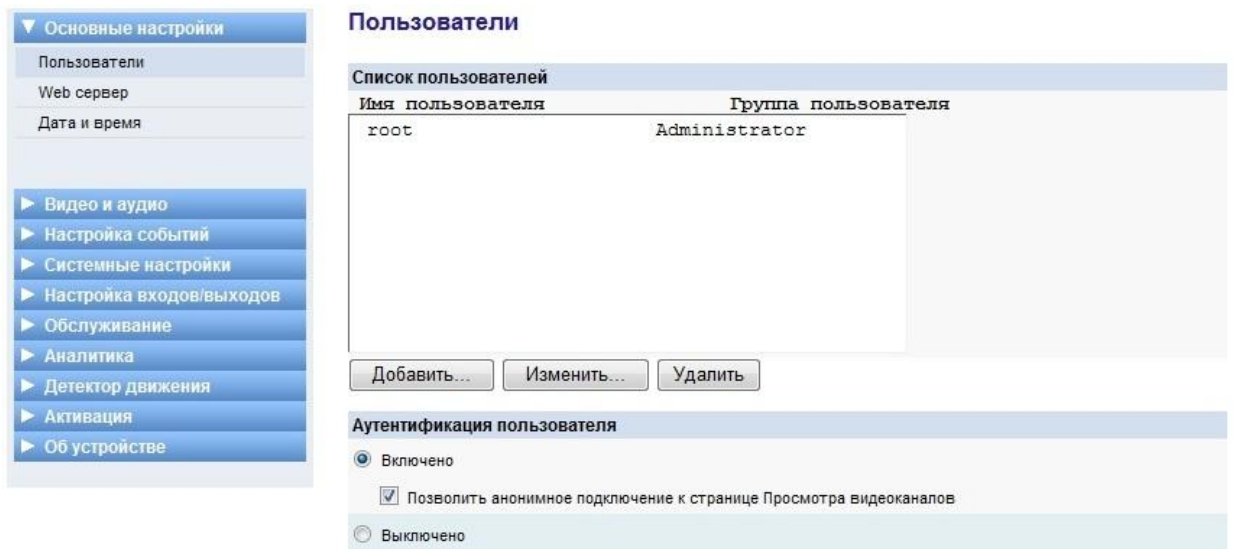 Основные настройки
Пользователи
Web сервер
Дата и время
Видео и аудио
Настройка событий
Системные настройки
Настройка входов/выходов
Обслуживание
Аналитика
Детектор движения
Активация
Об устройстве
Пользователи
Список пользователей
Имя пользователя Группа пользователя
root Administrator
Добавить... Изменить... Удалить
Аутентификация пользователя
Включено
Позволить анонимное подключение к странице Просмотра видеоканалов
Выключено